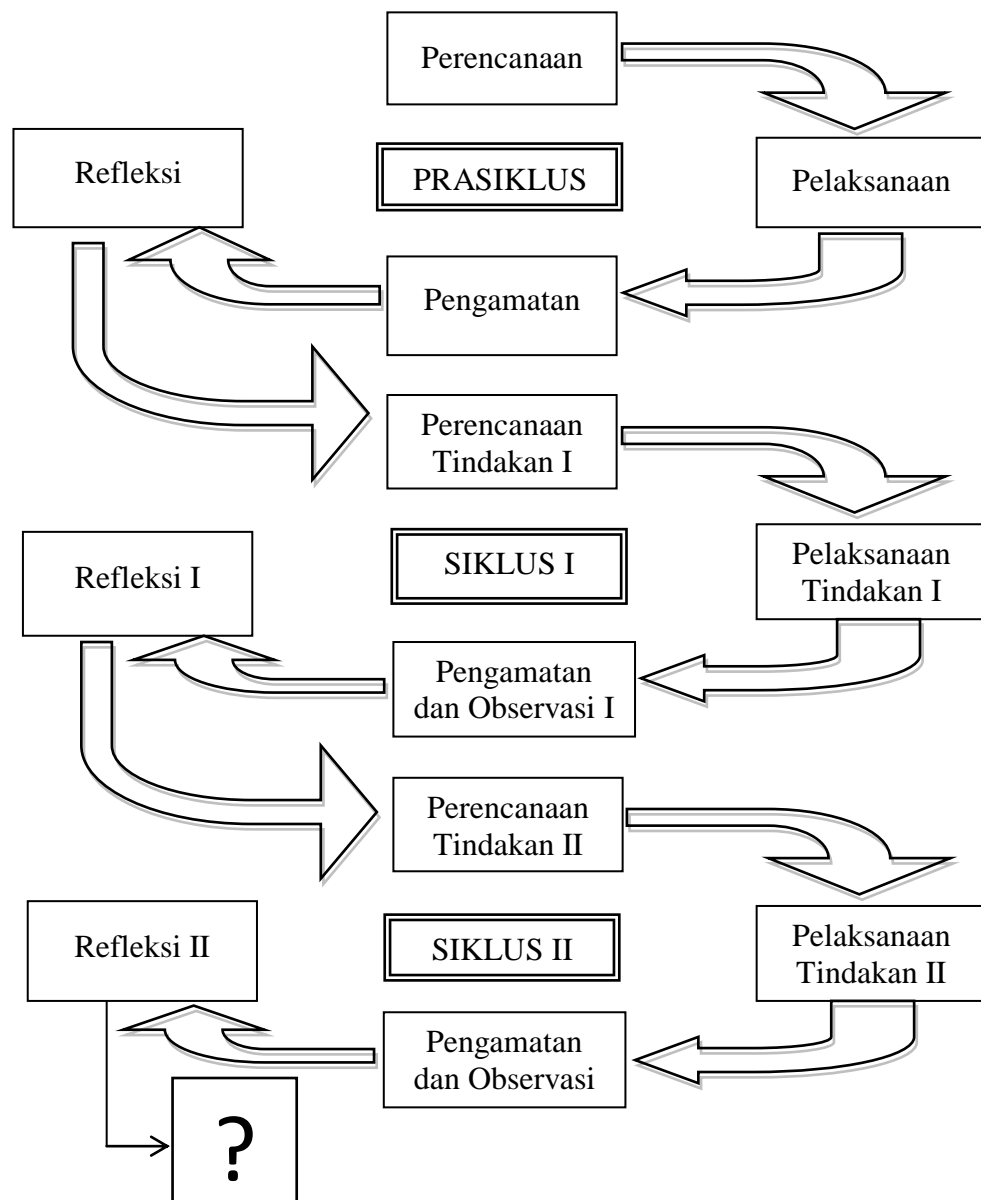 Perencanaan
Refleksi
PRASIKLUS
Pelaksanaan
Pengamatan
Perencanaan
Tindakan I
Refleksi I
SIKLUS I
Pelaksanaan
Tindakan I
Pengamatan
dan Observasi I
Perencanaan
Tindakan II
Refleksi II
SIKLUS II
Pelaksanaan
Tindakan II
Pengamatan
dan Observasi
?